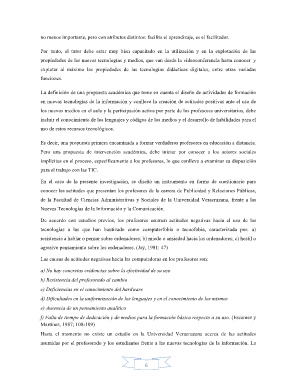 no menos importante, pero con atributos distintos: facilita el aprendizaje, es el facilitador.
Por tanto, el tutor debe estar muy bien capacitado en la utilización y en la explotación de las
propiedades de los nuevos tecnologías y medios, que van desde la videoconferencia hasta conocer y
explotar al máximo las propiedades de las tecnologías didácticas digitales, entre otras variadas
funciones.
La definición de una propuesta académica que tome en cuenta el diseño de actividades de formación
en nuevas tecnologías de la información y conlleve la creación de actitudes positivas ante el uso de
los nuevos medios en el aula y la participación activa por parte de los profesores universitarios, debe
incluir el conocimiento de los lenguajes y códigos de los medios y el desarrollo de habilidades para el
uso de estos recursos tecnológicos.
Es decir, una propuesta primera encaminada a formar verdaderos profesores en educación a distancia.
Pero una propuesta de intervención académica, debe iniciar por conocer a los actores sociales
implícitos en el proceso, específicamente a los profesores, lo que conlleva a examinar su disposición
para el trabajo con las TIC.
En el caso de la presente investigación, se diseñó un instrumento en forma de cuestionario para
conocer las actitudes que presentan los profesores de la carrera de Publicidad y Relaciones Públicas,
de la Facultad de Ciencias Administrativas y Sociales de la Universidad Veracruzana, frente a las
Nuevas Tecnologías de la Información y la Comunicación.
De acuerdo con estudios previos, los profesores asumen actitudes negativas hacia el uso de las
tecnologías a las que han bautizado como computerfobia o tecnofobia, caracterizada por: a)
resistencia a hablar o pensar sobre ordenadores; b) miedo o ansiedad hacia los ordenadores, c) hostil o
agresivo pensamiento sobre los ordenadores. (Jay, 1981: 47)
Las causas de actitudes negativas hacia las computadoras en los profesores son:
a) No hay concretas evidencias sobre la efectividad de su uso
b) Resistencia del profesorado al cambio
c) Deficiencias en el conocimiento del hardware
d) Dificultades en la uniformización de los lenguajes y en el conocimiento de los mismos
e) Ausencia de un pensamiento analítico
f) Falta de tiempo de dedicación y de medios para la formación básica respecto a su uso. (Escámez y
Martínez, 1987; 108-109)
Hasta el momento no existe un estudio en la Universidad Veracruzana acerca de las actitudes
asumidas por el profesorado y los estudiantes frente a las nuevas tecnologías de la información. La
6